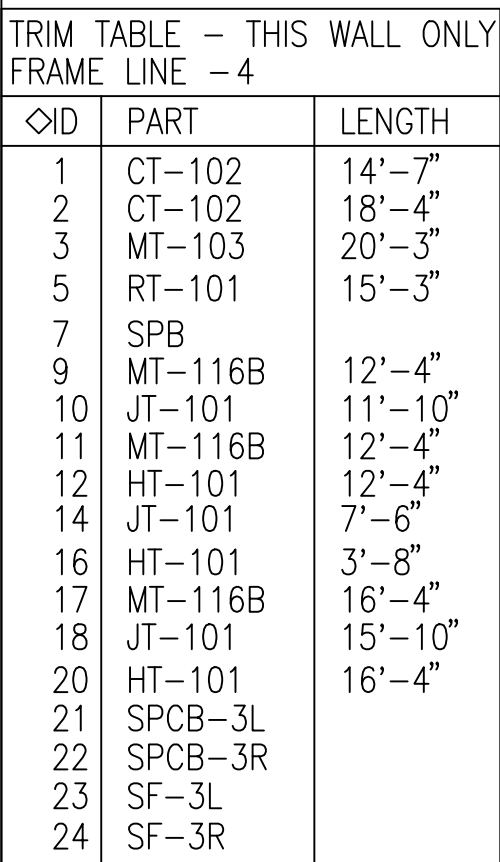 TRIM TABLE – THIS WALL ONLY
FRAME LINE –4
◇ID PART LENGTH
1 CT–102 14'–7"
2 CT–102 18'–4"
3 MT–103 20'–3"
5 RT–101 15'–3"
7 SPB
9 MT–116B 12'–4"
10 JT–101 11'–10"
11 MT–116B 12'–4"
12 HT–101 12'–4"
14 JT–101 7'–6"
16 HT–101 3'–8"
17 MT–116B 16'–4"
18 JT–101 15'–10"
20 HT–101 16'–4"
21 SPCB–3L
22 SPCB–3R
23 SF–3L
24 SF–3R